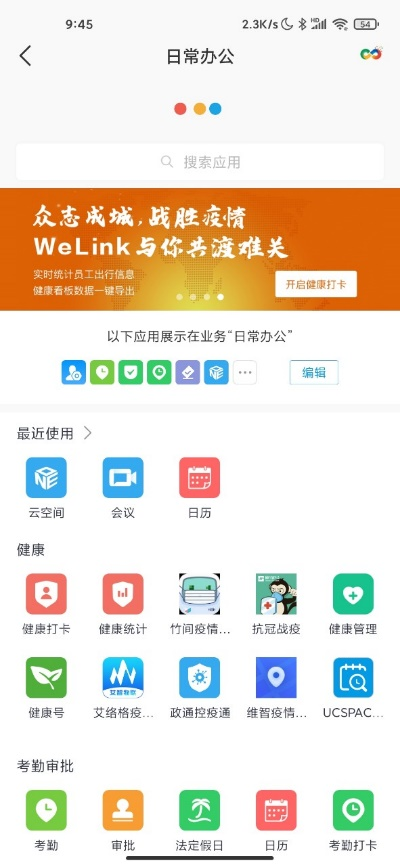 9:45
2.3K/s
HD
54
日常办公
搜索应用
众志成城,战胜疫情
WeLink与你共渡难关
实时统计员工出行信息
健康看板数据一键导出
开启健康打卡
以下应用展示在业务“日常办公”
编辑
最近使用
云空间 会议 日历
健康
健康打卡 健康统计 竹间疫情... 抗冠战疫 健康管理
健康号 艾络格疫... 政通控疫通 维智疫情... UCSPAC...
考勤审批
考勤 审批 法定假日 日历 考勤打卡